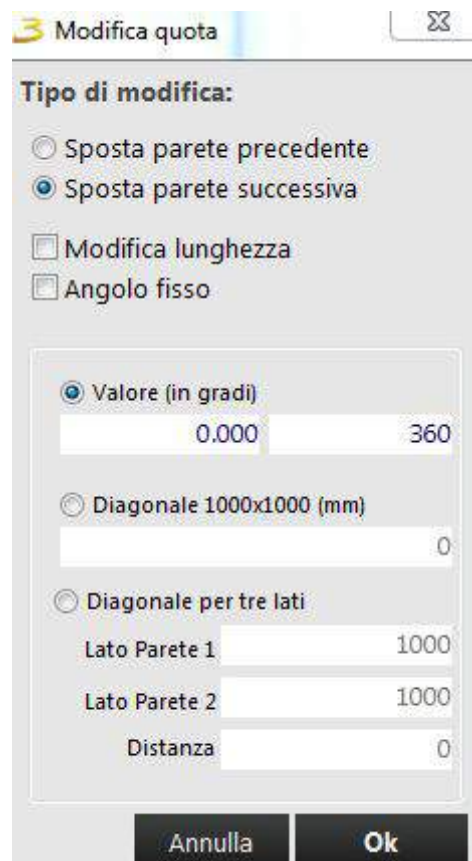 Modifica quota
Tipo di modifica:
Sposta parete precedente
Sposta parete successiva
Modifica lunghezza
Angolo fisso
Valore (in gradi)
0.000 360
Diagonale 1000x1000 (mm)
0
Diagonale per tre lati
Lato Parete 1 1000
Lato Parete 2 1000
Distanza 0
Annulla Ok